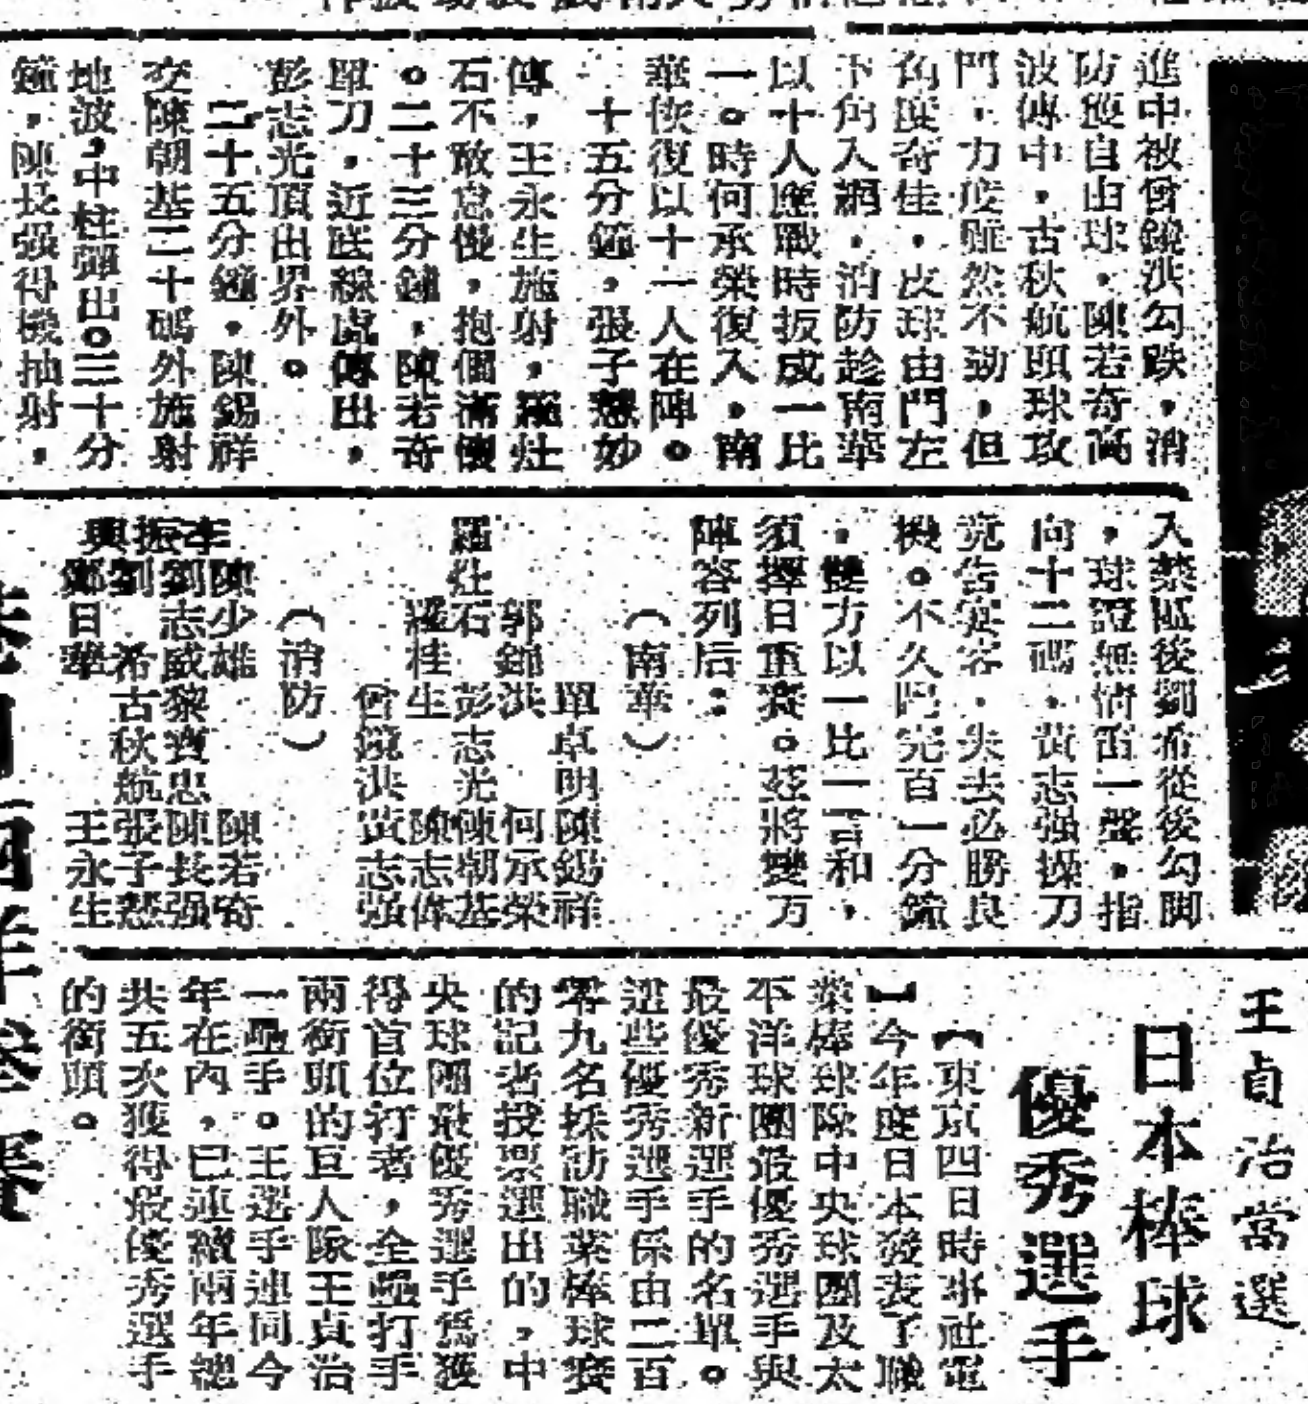 進中被曾鏡洪勾跌，消
防應自由球，陳若奇高
波傳中，古秋航頭球攻
門，力度雖然不勁，但
角度奇佳，皮球由門左
下角入網，消防趁南華
以十人應戰時扳成一比
一。時何承榮復入，南
華恢復以十一人在陣。
十五分鐘，張子慧妙
傳，王永生施射，羅灶
石不敢怠慢，抱個滿懷
。二十三分鐘，陳若奇
單刀，近底線處傳出，
彭志光頂出界外。
二十五分鐘，陳錫祥
交陳朝基二十碼外施射
地波，中柱彈出。三十分
鐘，陳長强得機抽射，
入禁區後劉希從後勾脚
，球證無情笛一聲，指
向十二碼，黃志强操刀
竟告宴客，失去必勝良
機。不久鬥完百一分鐘
，雙方以一比一言和，
須擇日重賽。茲將雙方
陣容列后：
（南華）
單卓明 陳錫祥
郭錦洪 何承榮
羅灶石 彭志光 陳朝基
羅桂生 陳志偉
曾鏡洪 黃志强
（消防）
陳少雄 陳若奇
李 劉志威 黎寶忠 陳長强
振 劉希 古秋航 張子慧
興 鄭日華 王永生
王貞治當選
日本棒球
優秀選手
【東京四日時事社電
】今年度日本發表了職
業棒球隊中央球團及太
平洋球團最優秀選手與
最優秀新選手的名單。
這些優秀選手係由二百
零九名採訪職業棒球賽
的記者投票選出的，中
央球團最優秀選手爲獲
得首位打者，全壘打手
兩銜頭的巨人隊王貞治
一壘手。王選手連同今
年在內，已連續兩年總
共五次獲得最優秀選手
的銜頭。